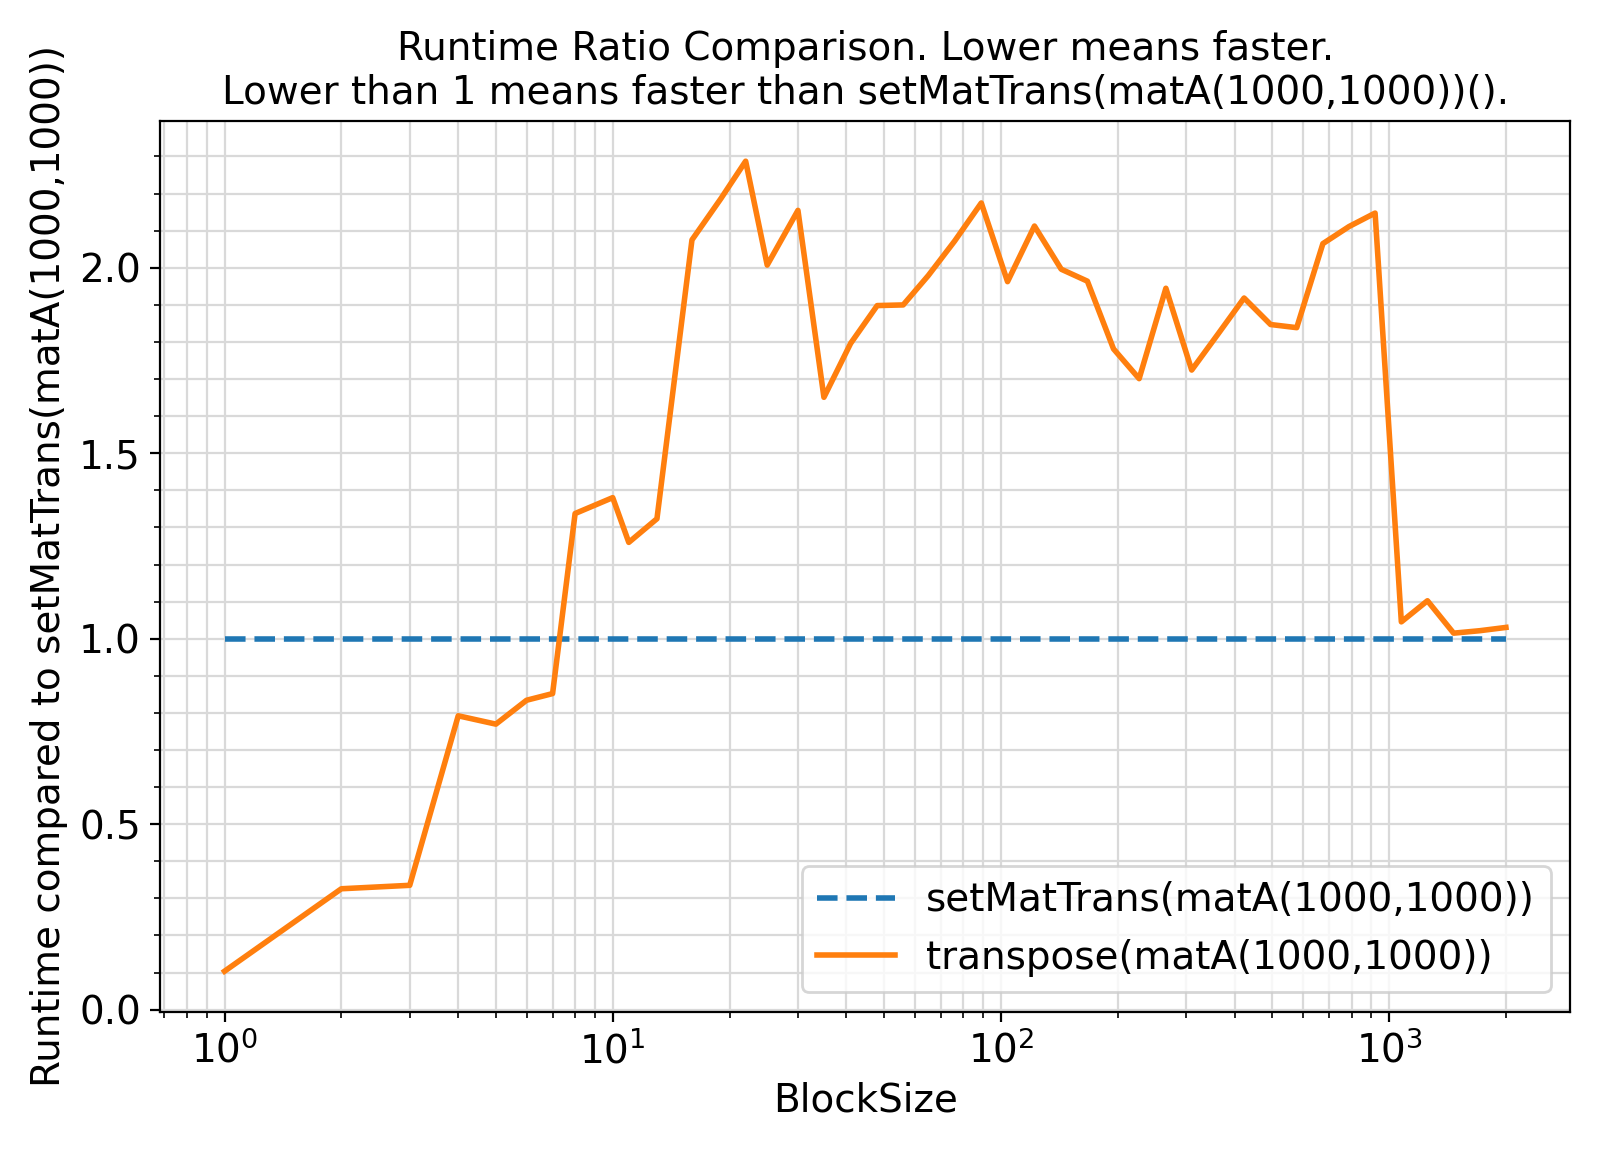 Runtime Ratio Comparison. Lower means faster.
Lower than 1 means faster than setMatTrans(matA(1000,1000))().
Runtime compared to setMatTrans(matA(1000,1000))
2.0
1.5
1.0
0.5
0.0
setMatTrans(matA(1000,1000))
transpose(matA(1000,1000))
10⁰
10¹
10²
10³
BlockSize